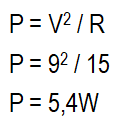 P = V² / R
P = 9² / 15
P = 5,4W